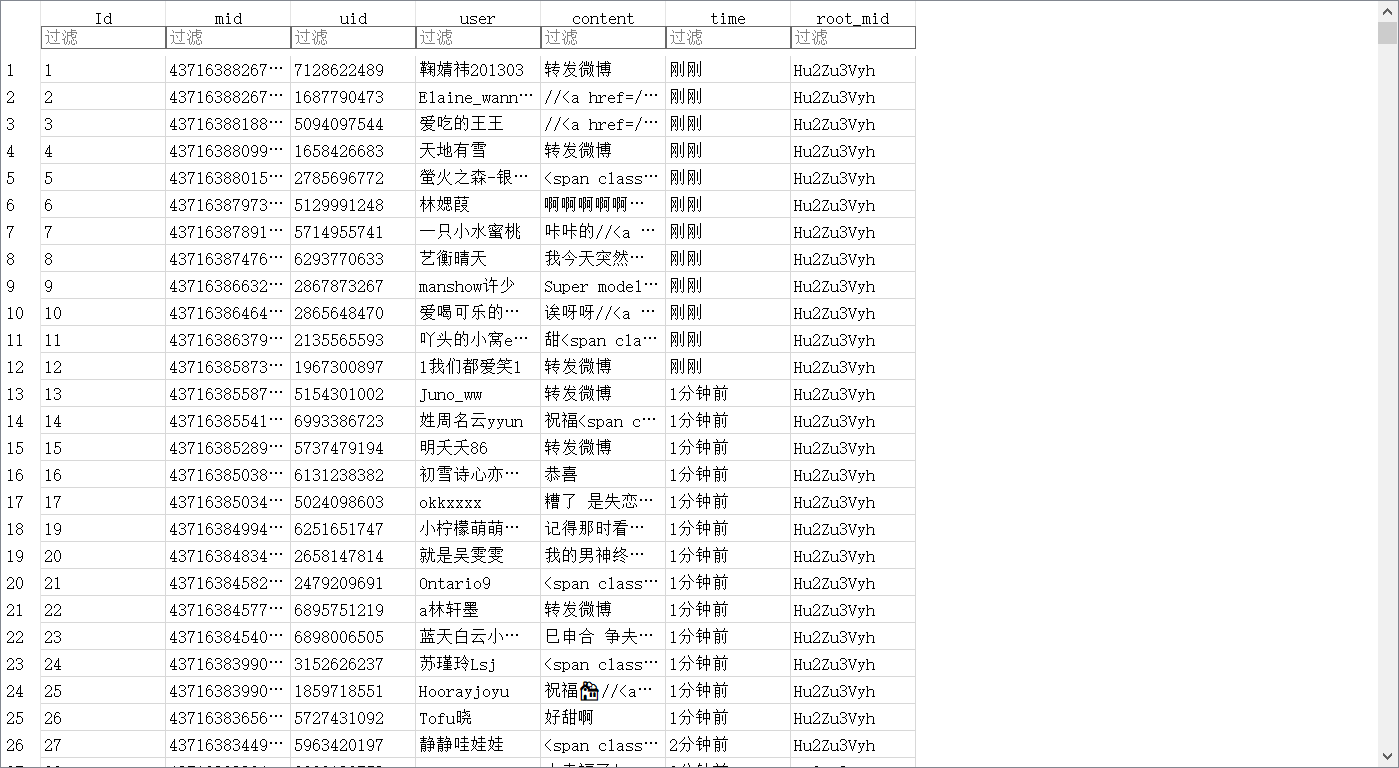 Id mid uid user content time root_mid
过滤 过滤 过滤 过滤 过滤 过滤 过滤
1 1 43716388267… 7128622489 鞠婧祎201303 转发微博 刚刚 Hu2Zu3Vyh
2 2 43716388267… 1687790473 Elaine_wann… //<a href=/… 刚刚 Hu2Zu3Vyh
3 3 43716388188… 5094097544 爱吃的王王 //<a href=/… 刚刚 Hu2Zu3Vyh
4 4 43716388099… 1658426683 天地有雪 转发微博 刚刚 Hu2Zu3Vyh
5 5 43716388015… 2785696772 萤火之森-银… <span class… 刚刚 Hu2Zu3Vyh
6 6 43716387973… 5129991248 林媤葭 啊啊啊啊啊… 刚刚 Hu2Zu3Vyh
7 7 43716387891… 5714955741 一只小水蜜桃 咔咔的//<a … 刚刚 Hu2Zu3Vyh
8 8 43716387476… 6293770633 艺衡晴天 我今天突然… 刚刚 Hu2Zu3Vyh
9 9 43716386632… 2867873267 manshow许少 Super model… 刚刚 Hu2Zu3Vyh
10 10 43716386464… 2865648470 爱喝可乐的… 诶呀呀//<a … 刚刚 Hu2Zu3Vyh
11 11 43716386379… 2135565593 吖头的小窝e… 甜<span cla… 刚刚 Hu2Zu3Vyh
12 12 43716385873… 1967300897 1我们都爱笑1 转发微博 刚刚 Hu2Zu3Vyh
13 13 43716385587… 5154301002 Juno_ww 转发微博 1分钟前 Hu2Zu3Vyh
14 14 43716385541… 6993386723 姓周名云yyun 祝福<span c… 1分钟前 Hu2Zu3Vyh
15 15 43716385289… 5737479194 明天天86 转发微博 1分钟前 Hu2Zu3Vyh
16 16 43716385038… 6131238382 初雪诗心亦… 恭喜 1分钟前 Hu2Zu3Vyh
17 17 43716385034… 5024098603 okkxxxx 糟了 是失恋… 1分钟前 Hu2Zu3Vyh
18 19 43716384994… 6251651747 小柠檬萌萌… 记得那时看… 1分钟前 Hu2Zu3Vyh
19 20 43716384834… 2658147814 就是吴雯雯 我的男神终… 1分钟前 Hu2Zu3Vyh
20 21 43716384582… 2479209691 Ontario9 <span class… 1分钟前 Hu2Zu3Vyh
21 22 43716384577… 6895751219 a林轩墨 转发微博 1分钟前 Hu2Zu3Vyh
22 23 43716384540… 6898006505 蓝天白云小… 巳申合 争夫… 1分钟前 Hu2Zu3Vyh
23 24 43716383990… 3152626237 苏瑾玲Lsj <span class… 1分钟前 Hu2Zu3Vyh
24 25 43716383990… 1859718551 Hoorayjoyu 祝福💒//<a… 1分钟前 Hu2Zu3Vyh
25 26 43716383656… 5727431092 Tofu晓 好甜啊 1分钟前 Hu2Zu3Vyh
26 27 43716383449… 5963420197 静静哇娃娃 <span class… 2分钟前 Hu2Zu3Vyh